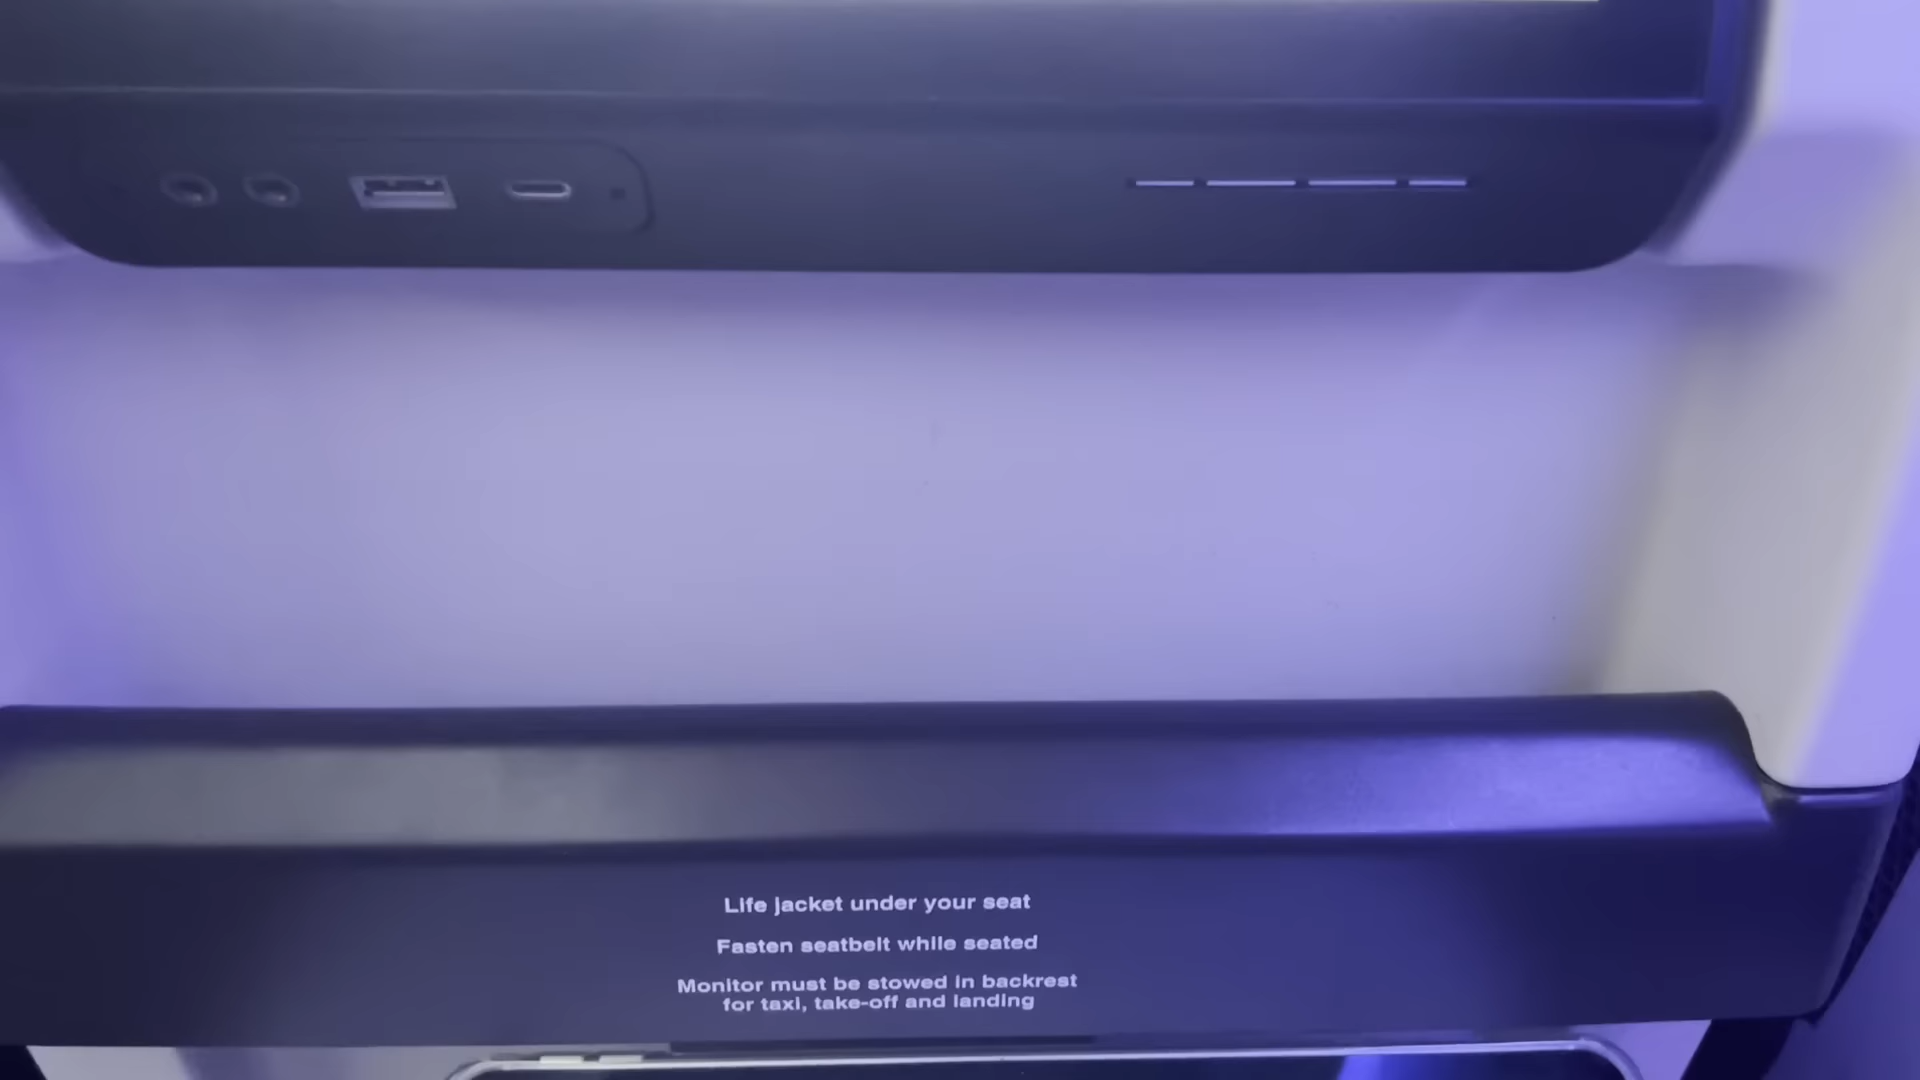 Life jacket under your seat
Fasten seatbelt while seated
Monitor must be stowed in backrest
for taxi, take-off and landing